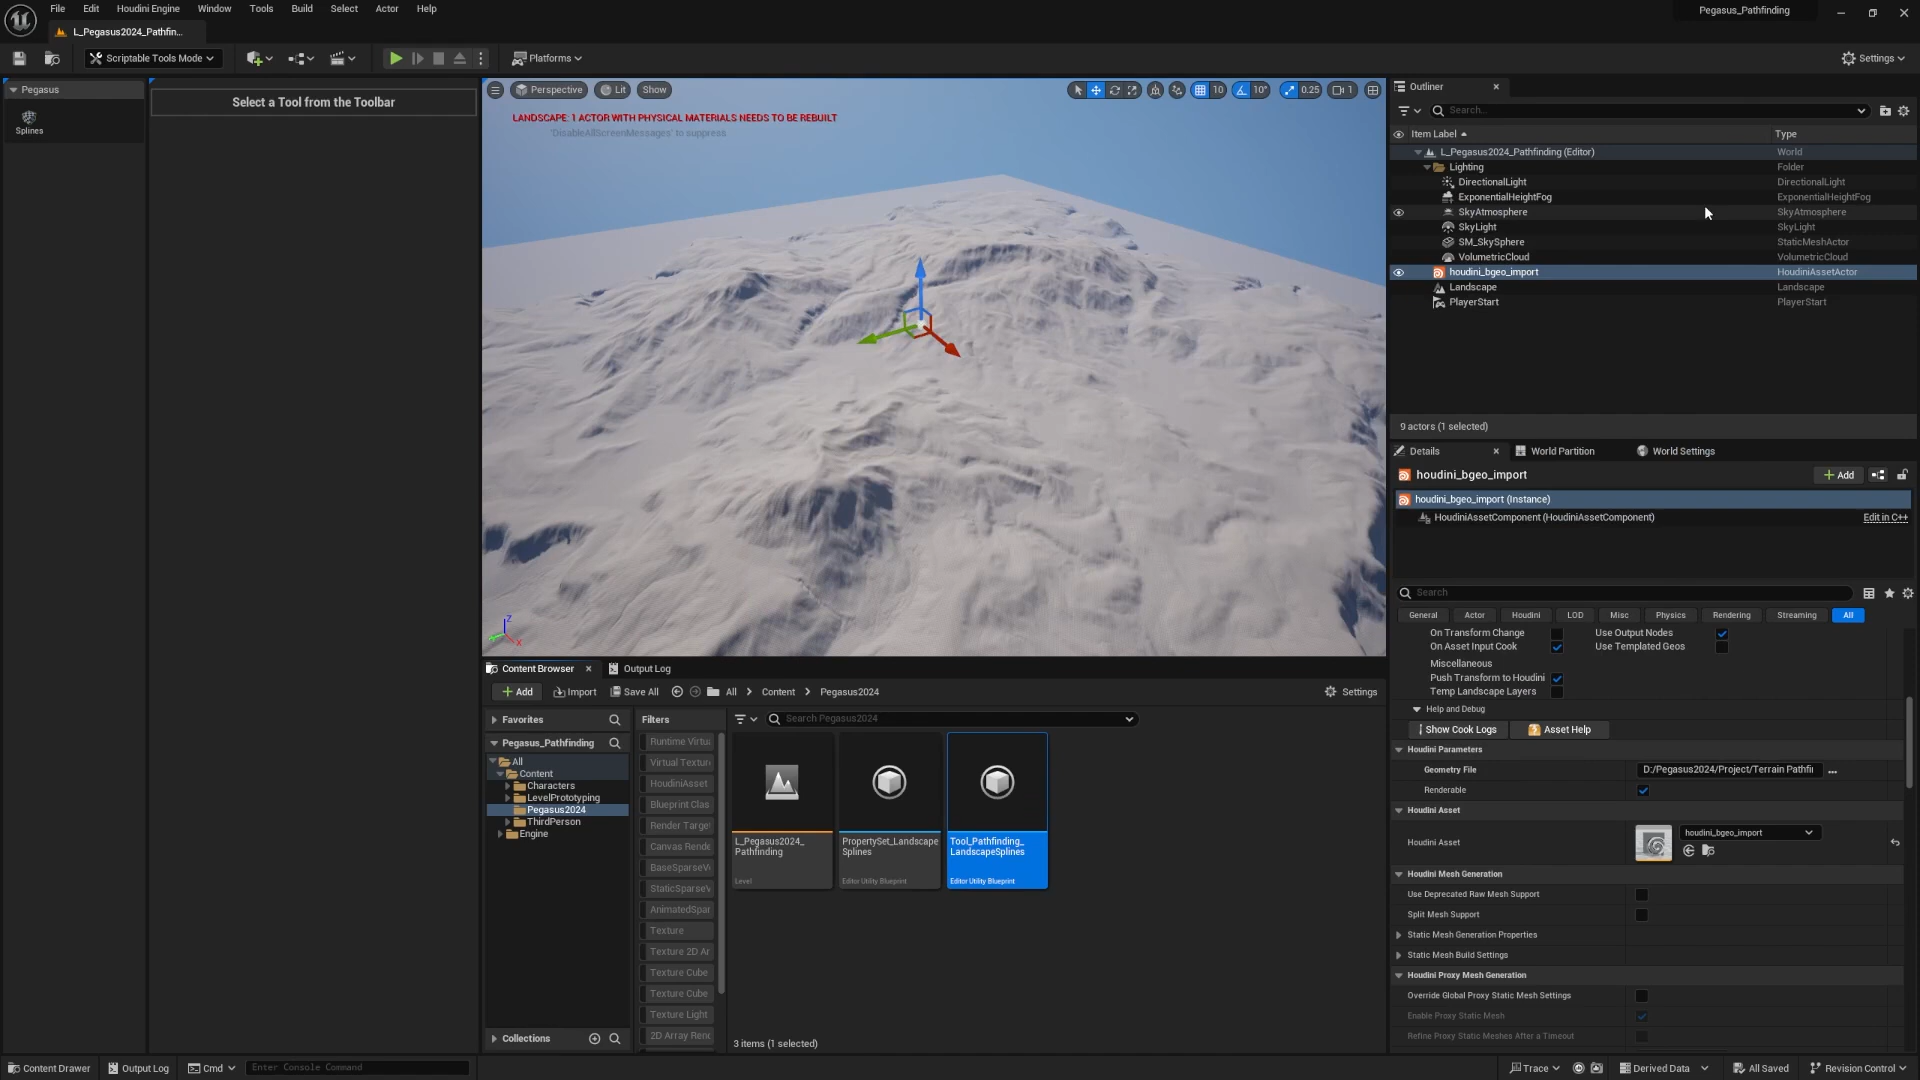 File Edit Houdini Engine Window Tools Build Select Actor Help
Pegasus_Pathfinding
L_Pegasus2024_Pathfin...
Scriptable Tools Mode
Platforms
Settings
Pegasus
Splines
Select a Tool from the Toolbar
Perspective
Lit
Show
10
10°
0.25
1
LANDSCAPE: 1 ACTOR WITH PHYSICAL MATERIALS NEEDS TO BE REBUILT
'DisableAllScreenMessages' to suppress
Z
X
Outliner
Search...
Item Label
Type
L_Pegasus2024_Pathfinding (Editor) World
Lighting Folder
DirectionalLight DirectionalLight
ExponentialHeightFog ExponentialHeightFog
SkyAtmosphere SkyAtmosphere
SkyLight SkyLight
SM_SkySphere StaticMeshActor
VolumetricCloud VolumetricCloud
houdini_bgeo_import HoudiniAssetActor
Landscape Landscape
PlayerStart PlayerStart
9 actors (1 selected)
Details
World Partition
World Settings
houdini_bgeo_import
Add
houdini_bgeo_import (Instance)
HoudiniAssetComponent (HoudiniAssetComponent)
Edit in C++
Search
General Actor Houdini LOD Misc Physics Rendering Streaming All
On Transform Change Use Output Nodes
On Asset Input Cook Use Templated Geos
Miscellaneous
Push Transform to Houdini
Temp Landscape Layers
Help and Debug
Show Cook Logs Asset Help
Houdini Parameters
Geometry File D:/Pegasus2024/Project/Terrain Pathfi
Renderable
Houdini Asset
Houdini Asset houdini_bgeo_import
Houdini Mesh Generation
Use Deprecated Raw Mesh Support
Split Mesh Support
Static Mesh Generation Properties
Static Mesh Build Settings
Houdini Proxy Mesh Generation
Override Global Proxy Static Mesh Settings
Enable Proxy Static Mesh
Refine Proxy Static Meshes After a Timeout
Content Browser
Output Log
Add
Import
Save All
All
Content
Pegasus2024
Settings
Favorites
Pegasus_Pathfinding
All
Content
Characters
LevelPrototyping
Pegasus2024
ThirdPerson
Engine
Collections
Filters
Runtime Virtu
Virtual Texture
HoudiniAsset
Blueprint Clas
Render Target
Canvas Rende
BaseSparseV
StaticSparseV
AnimatedSpar
Texture
Texture 2D Ar
Texture Cube
Texture Cube
Texture Light
2D Array Rend
Search Pegasus2024
L_Pegasus2024_
Pathfinding
Level
PropertySet_Landscape
Splines
Editor Utility Blueprint
Tool_Pathfinding_
LandscapeSplines
Editor Utility Blueprint
3 items (1 selected)
Content Drawer
Output Log
Cmd
Enter Console Command
Trace
Derived Data
All Saved
Revision Control